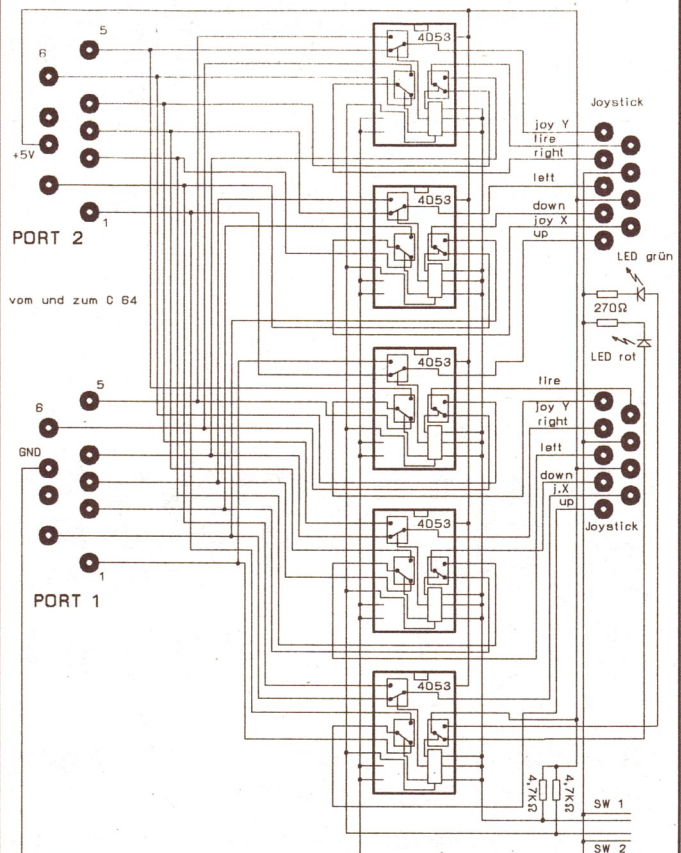 5
6
4053
Joystick
joy Y
fire
right
+5V
left
4053
down
joy X
up
1
PORT 2
LED grün
vom und zum C 64
270Ω
LED rot
4053
fire
5
6
joy Y
right
GND
left
down
j.X
up
4053
Joystick
1
PORT 1
4053
4,7KΩ
4,7KΩ
SW 1
SW 2